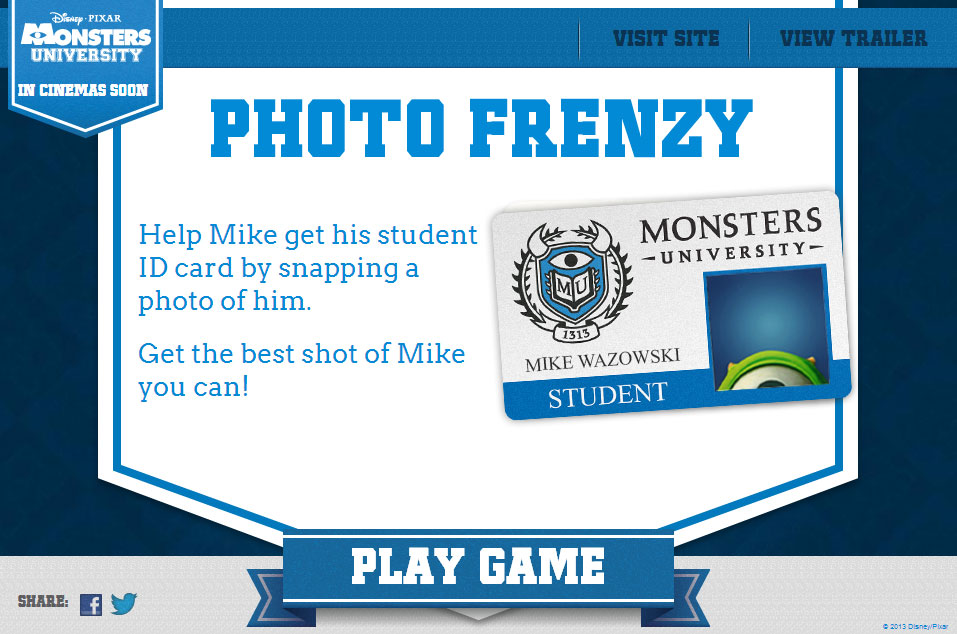 Disney · PIXAR
MONSTERS
UNIVERSITY
IN CINEMAS SOON
VISIT SITE
VIEW TRAILER
PHOTO FRENZY
Help Mike get his student
ID card by snapping a
photo of him.
Get the best shot of Mike
you can!
MONSTERS
-UNIVERSITY-
MU
1313
MIKE WAZOWSKI
STUDENT
PLAY GAME
SHARE:
f
© 2013 Disney/Pixar